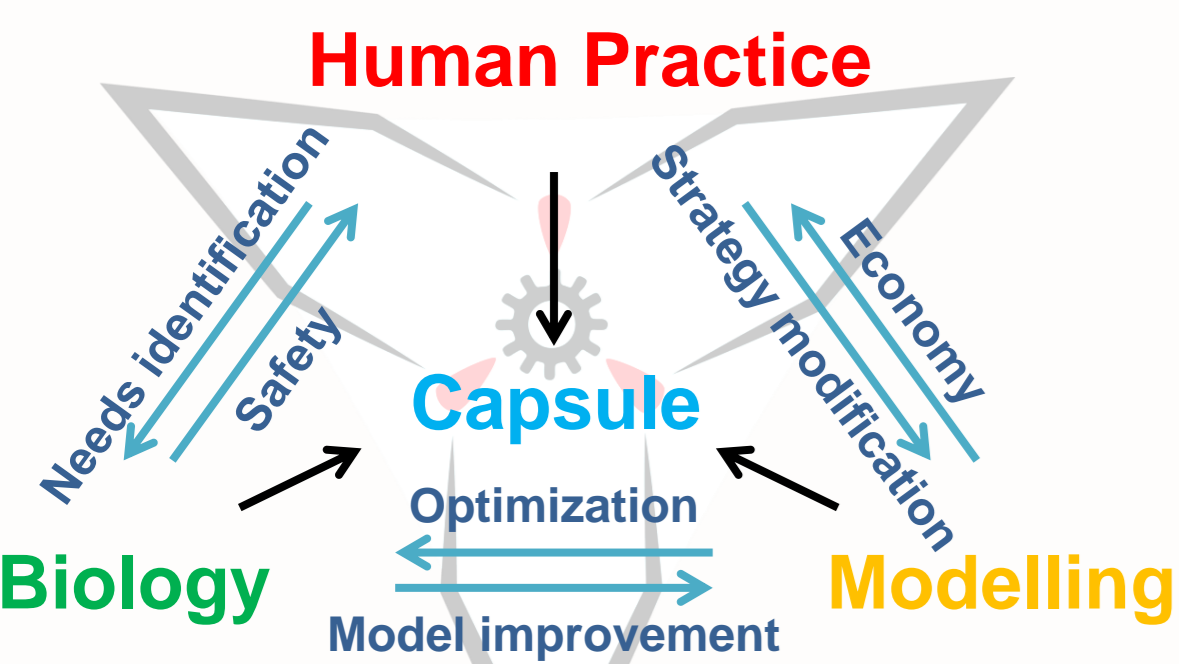 Human Practice
Needs identification
Safety
Strategy modification
Economy
Capsule
Optimization
Biology
Modelling
Model improvement